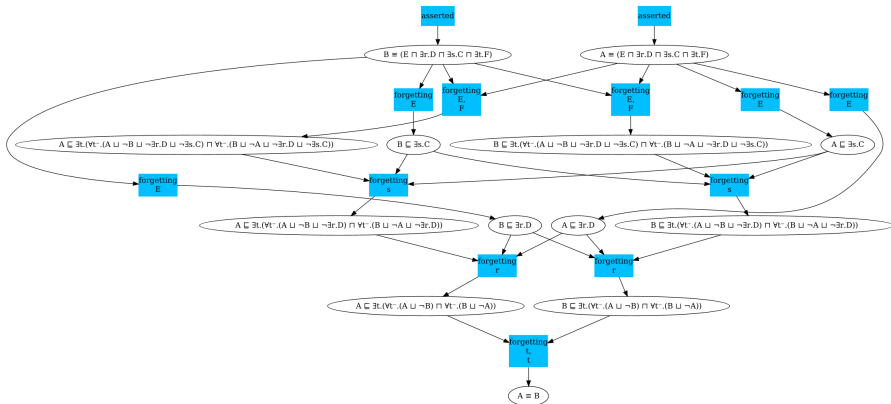 asserted
asserted
B ≡ (E ⊓ ∃r.D ⊓ ∃s.C ⊓ ∃t.F)
A ≡ (E ⊓ ∃r.D ⊓ ∃s.C ⊓ ∃t.F)
forgetting
E
forgetting
E,
F
forgetting
E,
F
forgetting
E
forgetting
E
A ⊑ ∃t.(∀t⁻.(A ⊔ ¬B ⊔ ¬∃r.D ⊔ ¬∃s.C) ⊓ ∀t⁻.(B ⊔ ¬A ⊔ ¬∃r.D ⊔ ¬∃s.C))
B ⊑ ∃s.C
B ⊑ ∃t.(∀t⁻.(A ⊔ ¬B ⊔ ¬∃r.D ⊔ ¬∃s.C) ⊓ ∀t⁻.(B ⊔ ¬A ⊔ ¬∃r.D ⊔ ¬∃s.C))
A ⊑ ∃s.C
forgetting
E
forgetting
s
forgetting
s
A ⊑ ∃t.(∀t⁻.(A ⊔ ¬B ⊔ ¬∃r.D) ⊓ ∀t⁻.(B ⊔ ¬A ⊔ ¬∃r.D))
B ⊑ ∃r.D
A ⊑ ∃r.D
B ⊑ ∃t.(∀t⁻.(A ⊔ ¬B ⊔ ¬∃r.D) ⊓ ∀t⁻.(B ⊔ ¬A ⊔ ¬∃r.D))
forgetting
r
forgetting
r
A ⊑ ∃t.(∀t⁻.(A ⊔ ¬B) ⊓ ∀t⁻.(B ⊔ ¬A))
B ⊑ ∃t.(∀t⁻.(A ⊔ ¬B) ⊓ ∀t⁻.(B ⊔ ¬A))
forgetting
t,
t
A ≡ B